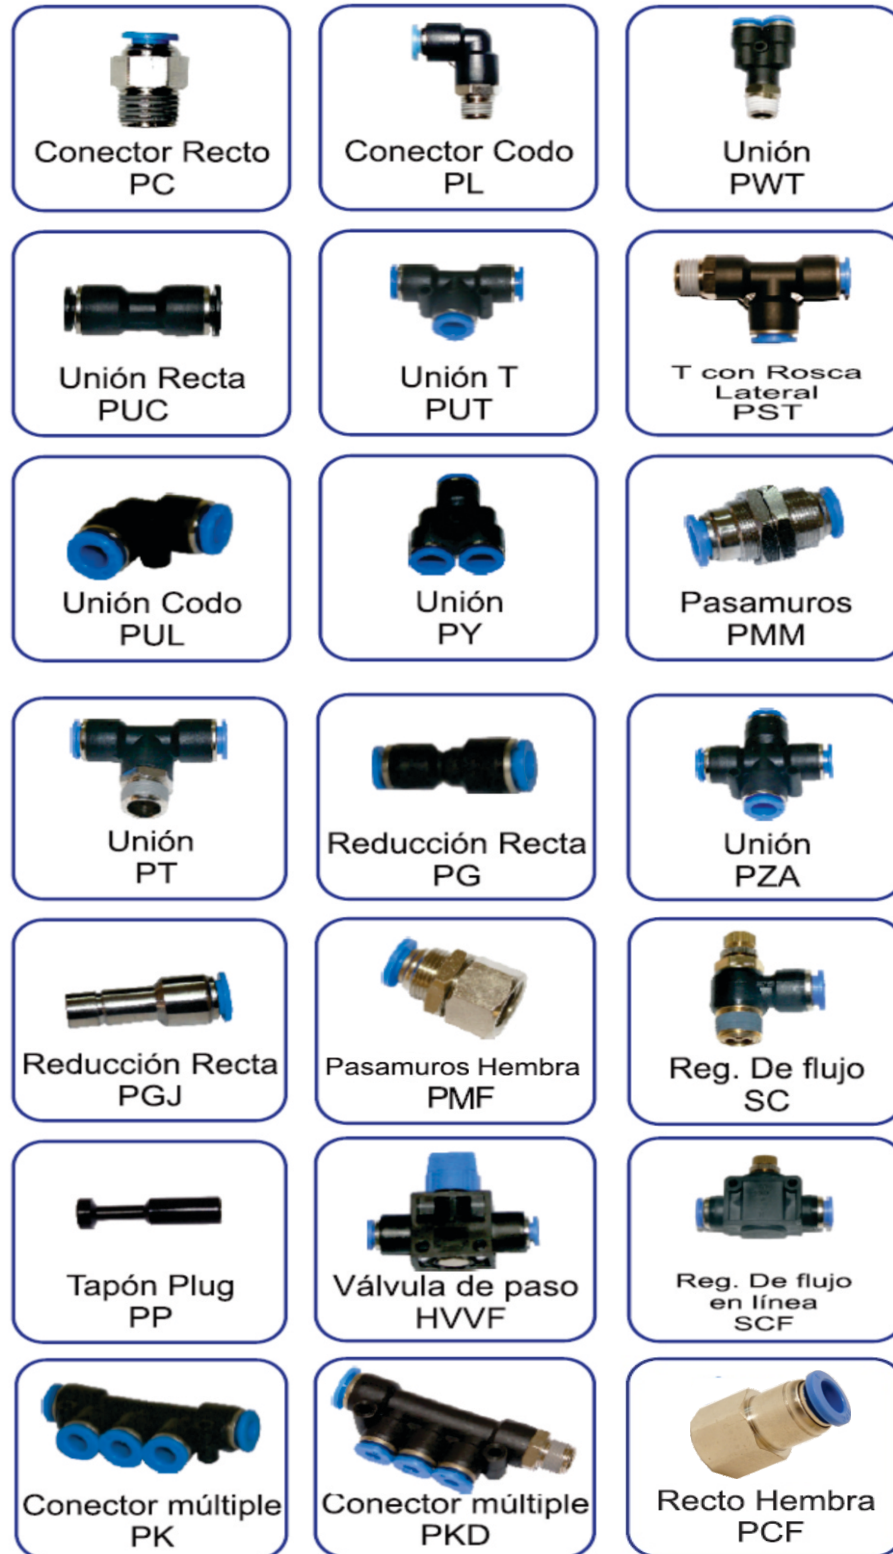 Conector Recto
PC
Conector Codo
PL
Unión
PWT
Unión Recta
PUC
Unión T
PUT
T con Rosca
Lateral
PST
Unión Codo
PUL
Unión
PY
Pasamuros
PMM
Unión
PT
Reducción Recta
PG
Unión
PZA
Reducción Recta
PGJ
Pasamuros Hembra
PMF
Reg. De flujo
SC
Tapón Plug
PP
Válvula de paso
HVVF
Reg. De flujo
en línea
SCF
Conector múltiple
PK
Conector múltiple
PKD
Recto Hembra
PCF